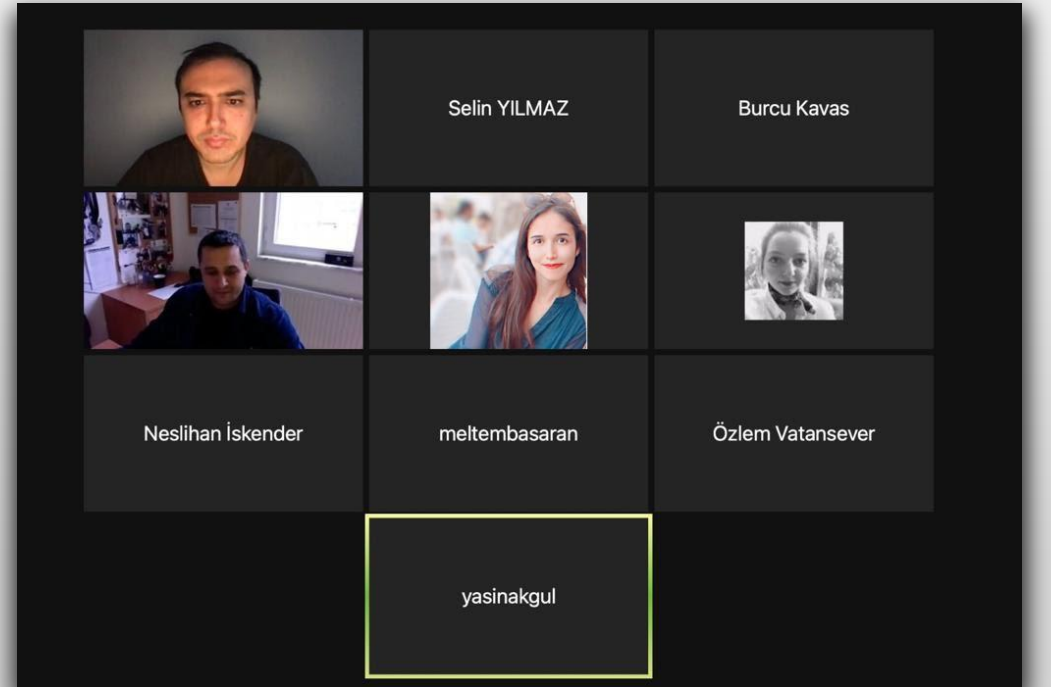 Selin YILMAZ
Burcu Kavas
Neslihan İskender
meltembasaran
Özlem Vatansever
yasinakgul